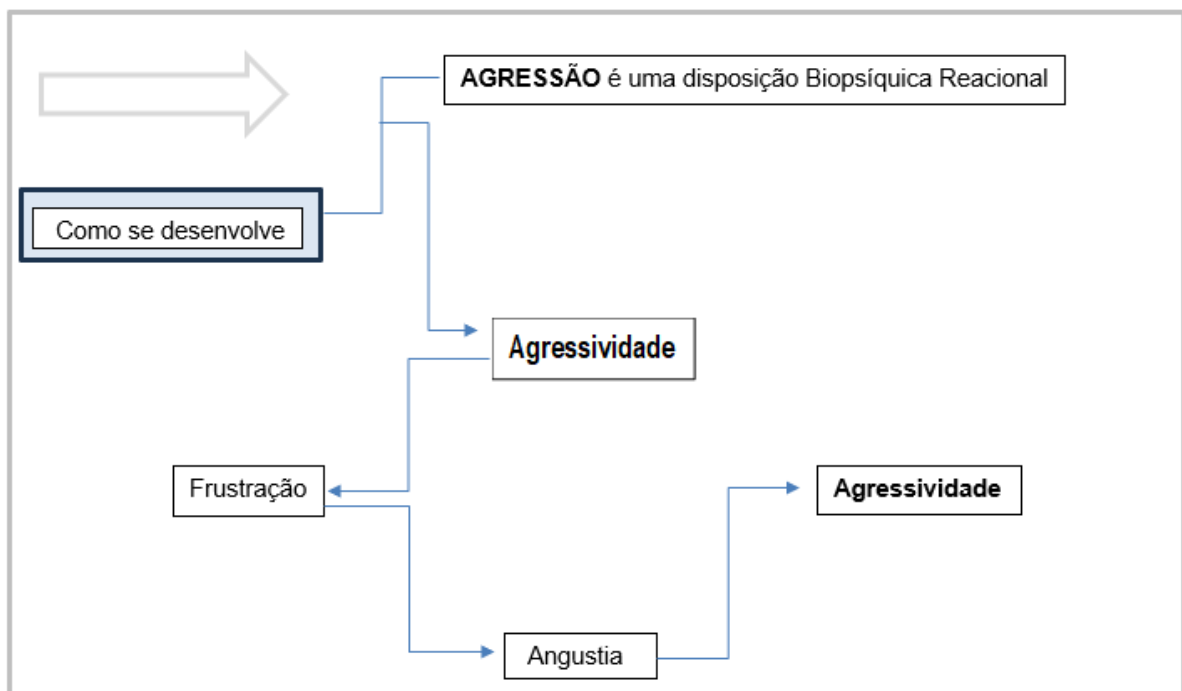 AGRESSÃO é uma disposição Biopsíquica Reacional
Como se desenvolve
Agressividade
Frustração
Agressividade
Angustia